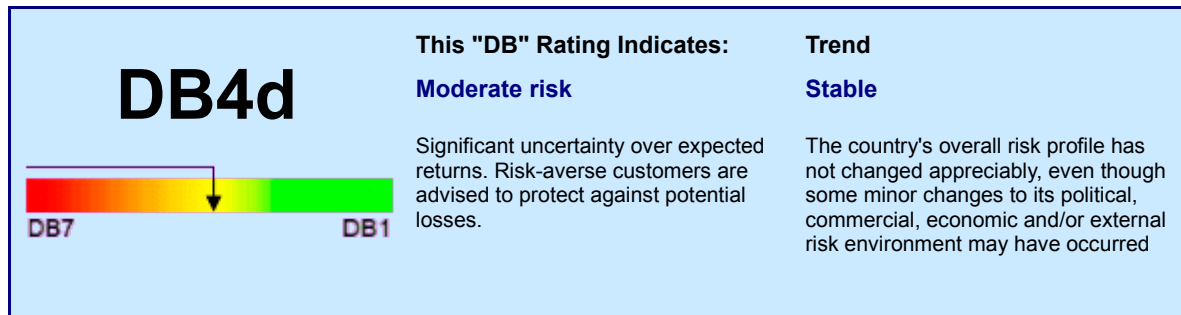 DB4d
DB7
DB1
This "DB" Rating Indicates:
Moderate risk
Significant uncertainty over expected
returns. Risk-averse customers are
advised to protect against potential
losses.
Trend
Stable
The country's overall risk profile has
not changed appreciably, even though
some minor changes to its political,
commercial, economic and/or external
risk environment may have occurred